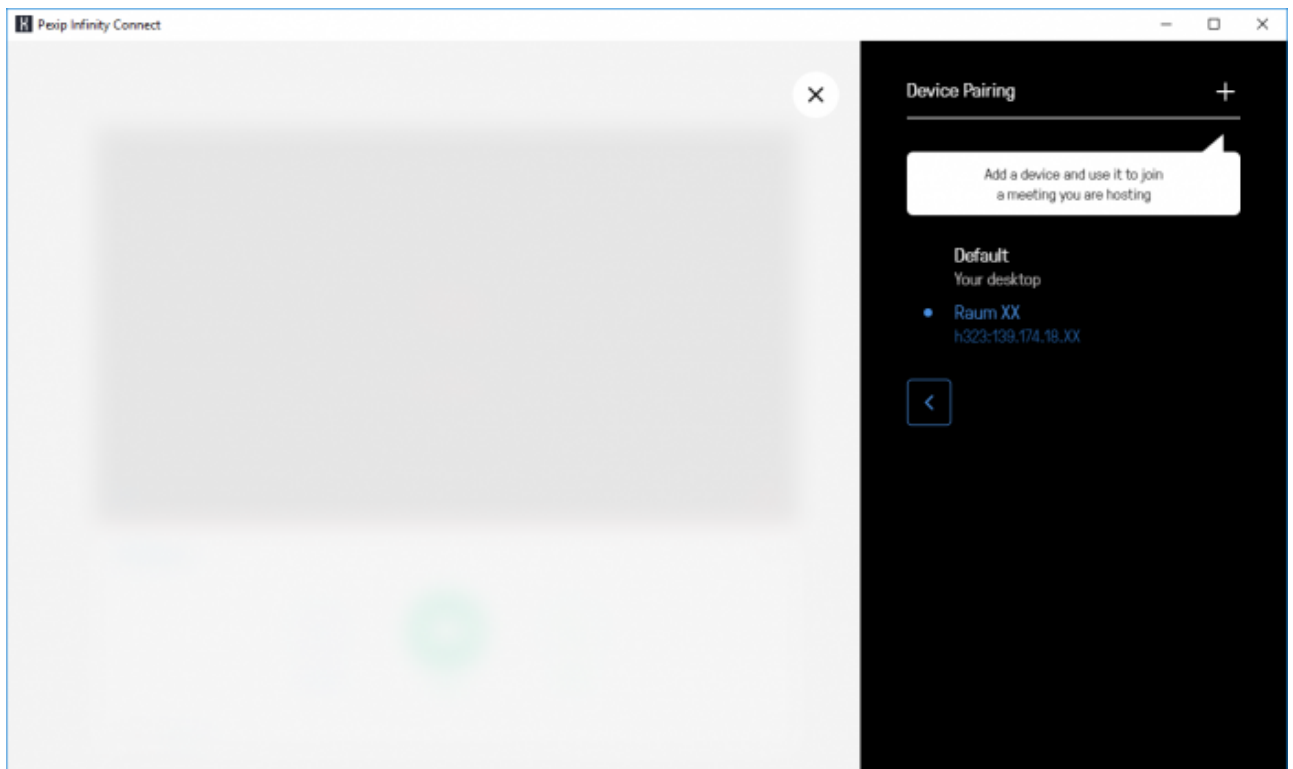 Pexip Infinity Connect
Device Pairing
Add a device and use it to join
a meeting you are hosting
Default
Your desktop
Raum XX
h323:139.174.18.XX